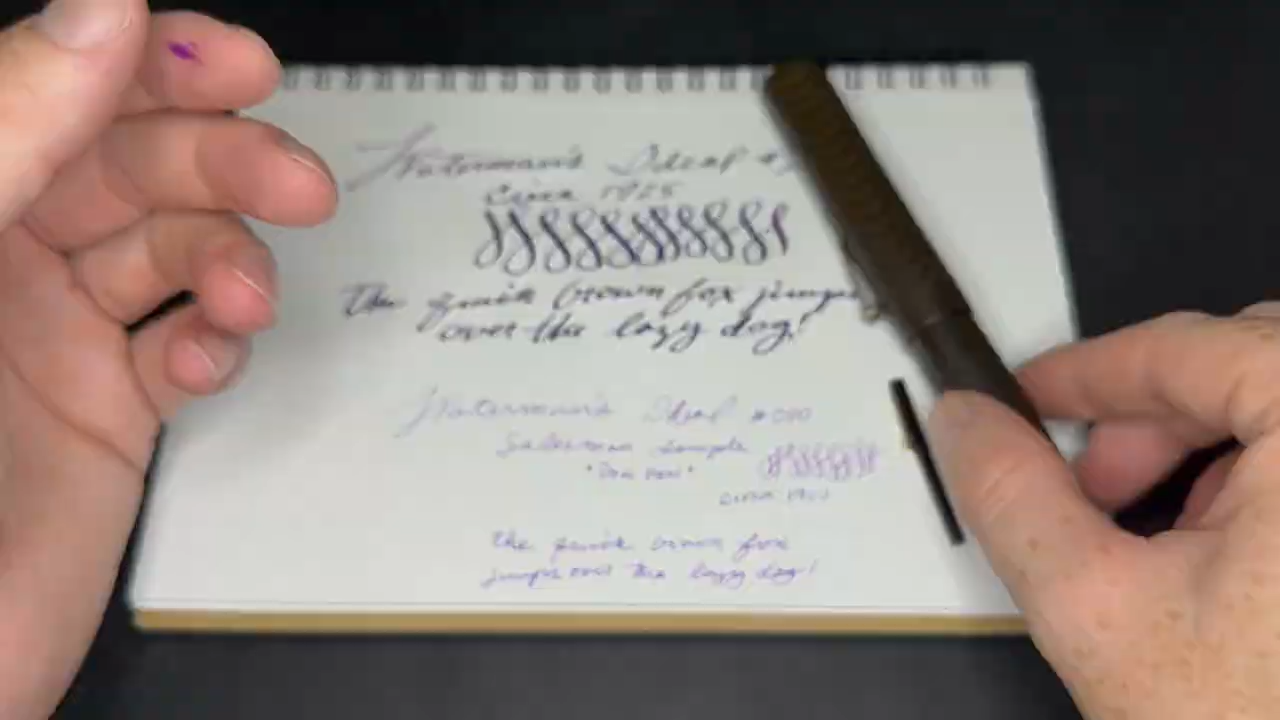 Waterman's Ideal
Circa 1925
The quick brown fox jumps
over the lazy dog!
Waterman's Ideal #000
Salesman Sample
circa
the quick brown fox
jumps over the lazy dog!